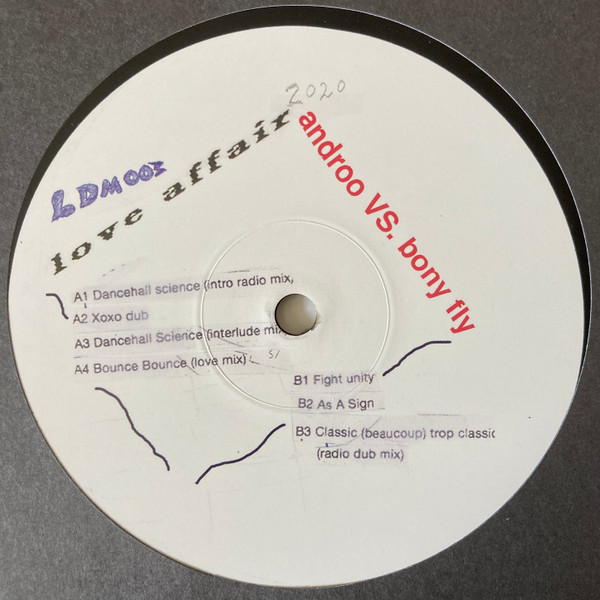 2020
LDM003
love affair
androo VS. bony fly
A1 Dancehall science (intro radio mix)
A2 Xoxo dub
A3 Dancehall Science (interlude mi
A4 Bounce Bounce (love mix)
B1 Fight unity
B2 As A Sign
B3 Classic (beaucoup) trop classic
(radio dub mix)